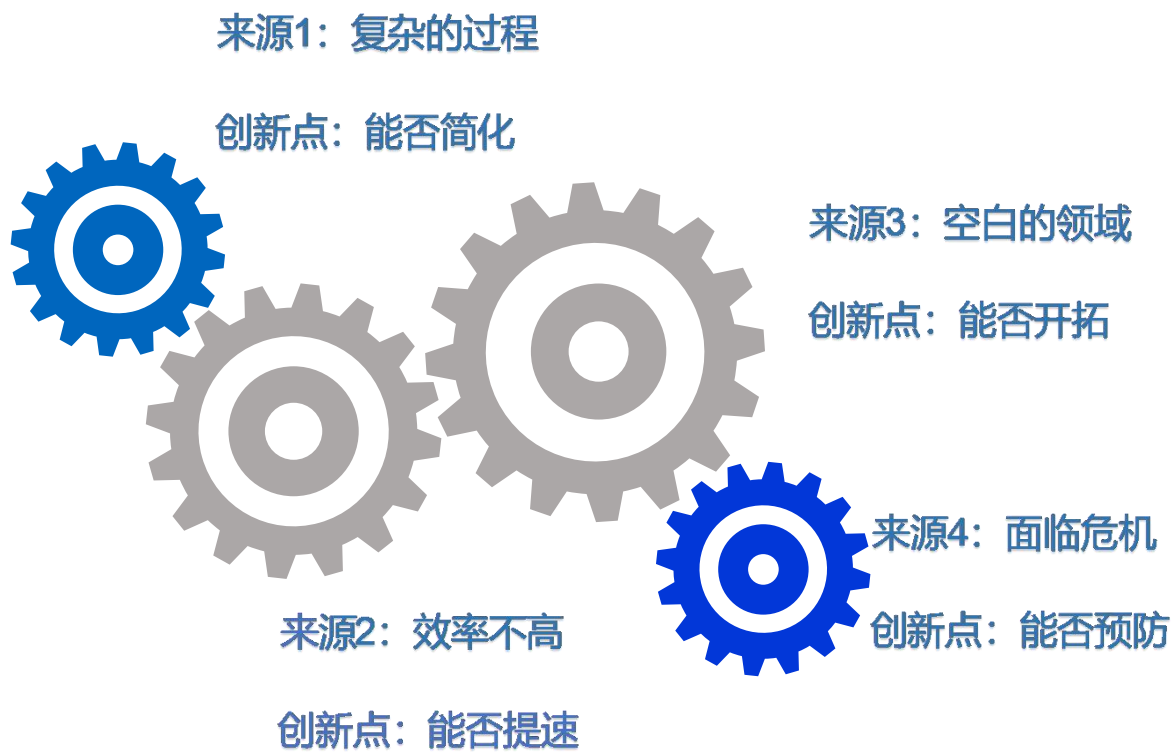 来源1：复杂的过程
创新点：能否简化
来源3：空白的领域
创新点：能否开拓
来源4：面临危机
创新点：能否预防
来源2：效率不高
创新点：能否提速